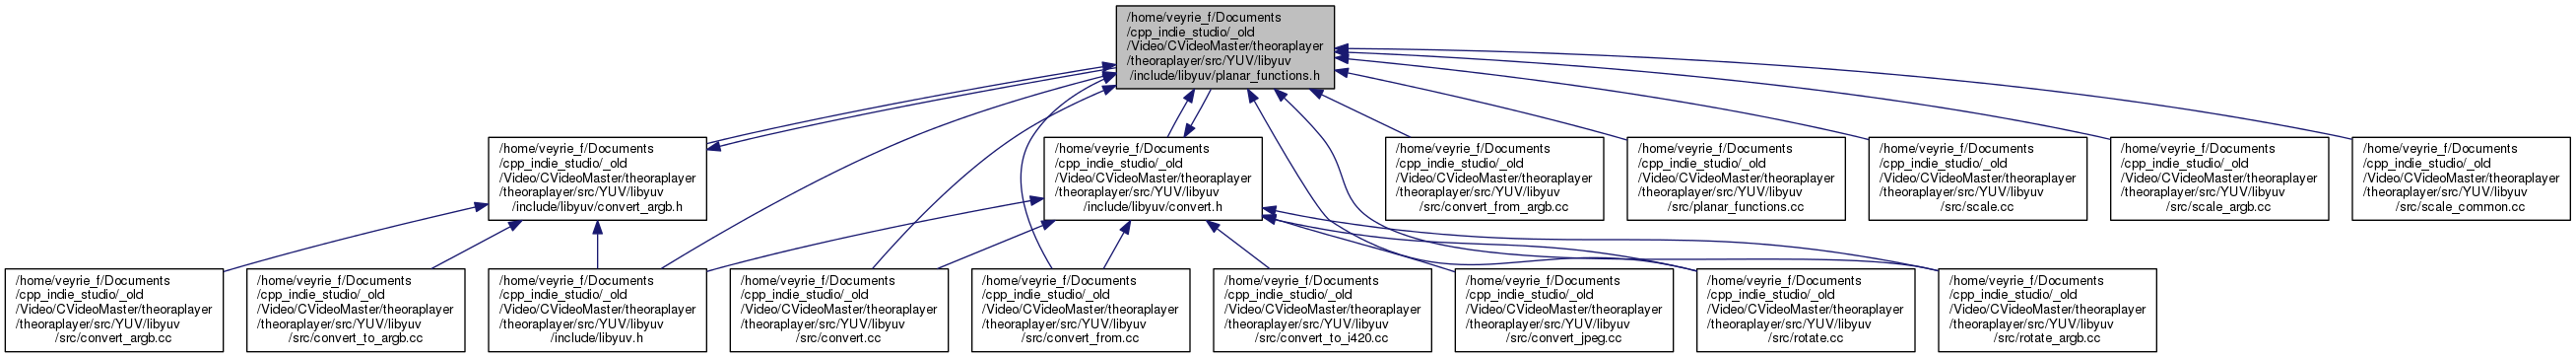 /home/veyrie_f/Documents
/cpp_indie_studio/_old
/Video/CVideoMaster/theoraplayer
/theoraplayer/src/YUV/libyuv
/include/libyuv/planar_functions.h
/home/veyrie_f/Documents
/cpp_indie_studio/_old
/Video/CVideoMaster/theoraplayer
/theoraplayer/src/YUV/libyuv
/include/libyuv/convert_argb.h
/home/veyrie_f/Documents
/cpp_indie_studio/_old
/Video/CVideoMaster/theoraplayer
/theoraplayer/src/YUV/libyuv
/include/libyuv/convert.h
/home/veyrie_f/Documents
/cpp_indie_studio/_old
/Video/CVideoMaster/theoraplayer
/theoraplayer/src/YUV/libyuv
/src/convert_from_argb.cc
/home/veyrie_f/Documents
/cpp_indie_studio/_old
/Video/CVideoMaster/theoraplayer
/theoraplayer/src/YUV/libyuv
/src/planar_functions.cc
/home/veyrie_f/Documents
/cpp_indie_studio/_old
/Video/CVideoMaster/theoraplayer
/theoraplayer/src/YUV/libyuv
/src/scale.cc
/home/veyrie_f/Documents
/cpp_indie_studio/_old
/Video/CVideoMaster/theoraplayer
/theoraplayer/src/YUV/libyuv
/src/scale_argb.cc
/home/veyrie_f/Documents
/cpp_indie_studio/_old
/Video/CVideoMaster/theoraplayer
/theoraplayer/src/YUV/libyuv
/src/scale_common.cc
/home/veyrie_f/Documents
/cpp_indie_studio/_old
/Video/CVideoMaster/theoraplayer
/theoraplayer/src/YUV/libyuv
/src/convert_argb.cc
/home/veyrie_f/Documents
/cpp_indie_studio/_old
/Video/CVideoMaster/theoraplayer
/theoraplayer/src/YUV/libyuv
/src/convert_to_argb.cc
/home/veyrie_f/Documents
/cpp_indie_studio/_old
/Video/CVideoMaster/theoraplayer
/theoraplayer/src/YUV/libyuv
/include/libyuv.h
/home/veyrie_f/Documents
/cpp_indie_studio/_old
/Video/CVideoMaster/theoraplayer
/theoraplayer/src/YUV/libyuv
/src/convert.cc
/home/veyrie_f/Documents
/cpp_indie_studio/_old
/Video/CVideoMaster/theoraplayer
/theoraplayer/src/YUV/libyuv
/src/convert_from.cc
/home/veyrie_f/Documents
/cpp_indie_studio/_old
/Video/CVideoMaster/theoraplayer
/theoraplayer/src/YUV/libyuv
/src/convert_to_i420.cc
/home/veyrie_f/Documents
/cpp_indie_studio/_old
/Video/CVideoMaster/theoraplayer
/theoraplayer/src/YUV/libyuv
/src/convert_jpeg.cc
/home/veyrie_f/Documents
/cpp_indie_studio/_old
/Video/CVideoMaster/theoraplayer
/theoraplayer/src/YUV/libyuv
/src/rotate.cc
/home/veyrie_f/Documents
/cpp_indie_studio/_old
/Video/CVideoMaster/theoraplayer
/theoraplayer/src/YUV/libyuv
/src/rotate_argb.cc